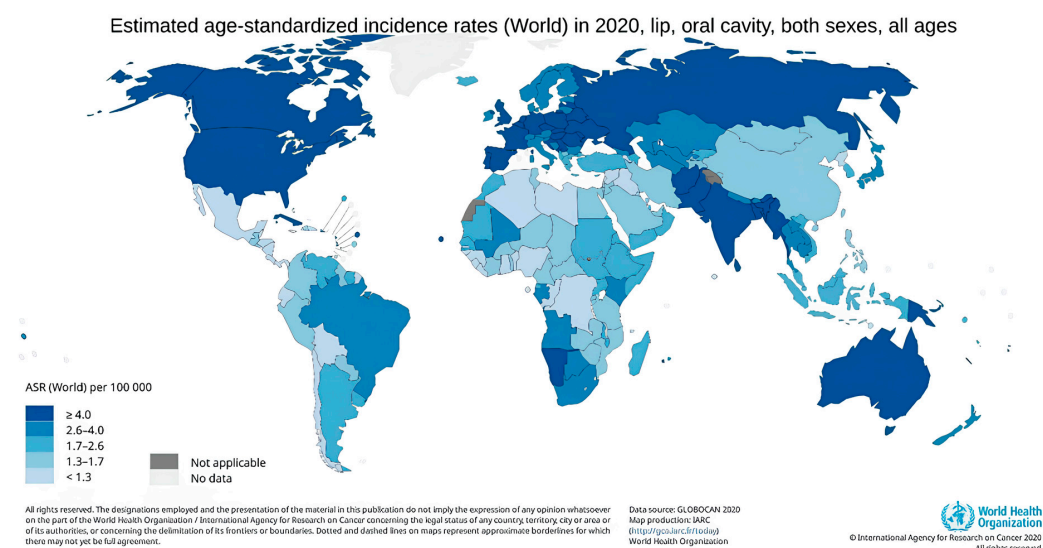 Estimated age-standardized incidence rates (World) in 2020, lip, oral cavity, both sexes, all ages
ASR (World) per 100 000
≥ 4.0
2.6–4.0
1.7–2.6
1.3–1.7
< 1.3
Not applicable
No data
All rights reserved. The designations employed and the presentation of the material in this publication do not imply the expression of any opinion whatsoever
on the part of the World Health Organization / International Agency for Research on Cancer concerning the legal status of any country, territory, city or area or
of its authorities, or concerning the delimitation of its frontiers or boundaries. Dotted and dashed lines on maps represent approximate borderlines for which
there may not yet be full agreement.
Data source: GLOBOCAN 2020
Map production: IARC
(http://gco.iarc.fr/today)
World Health Organization
World Health
Organization
© International Agency for Research on Cancer 2020
All rights reserved